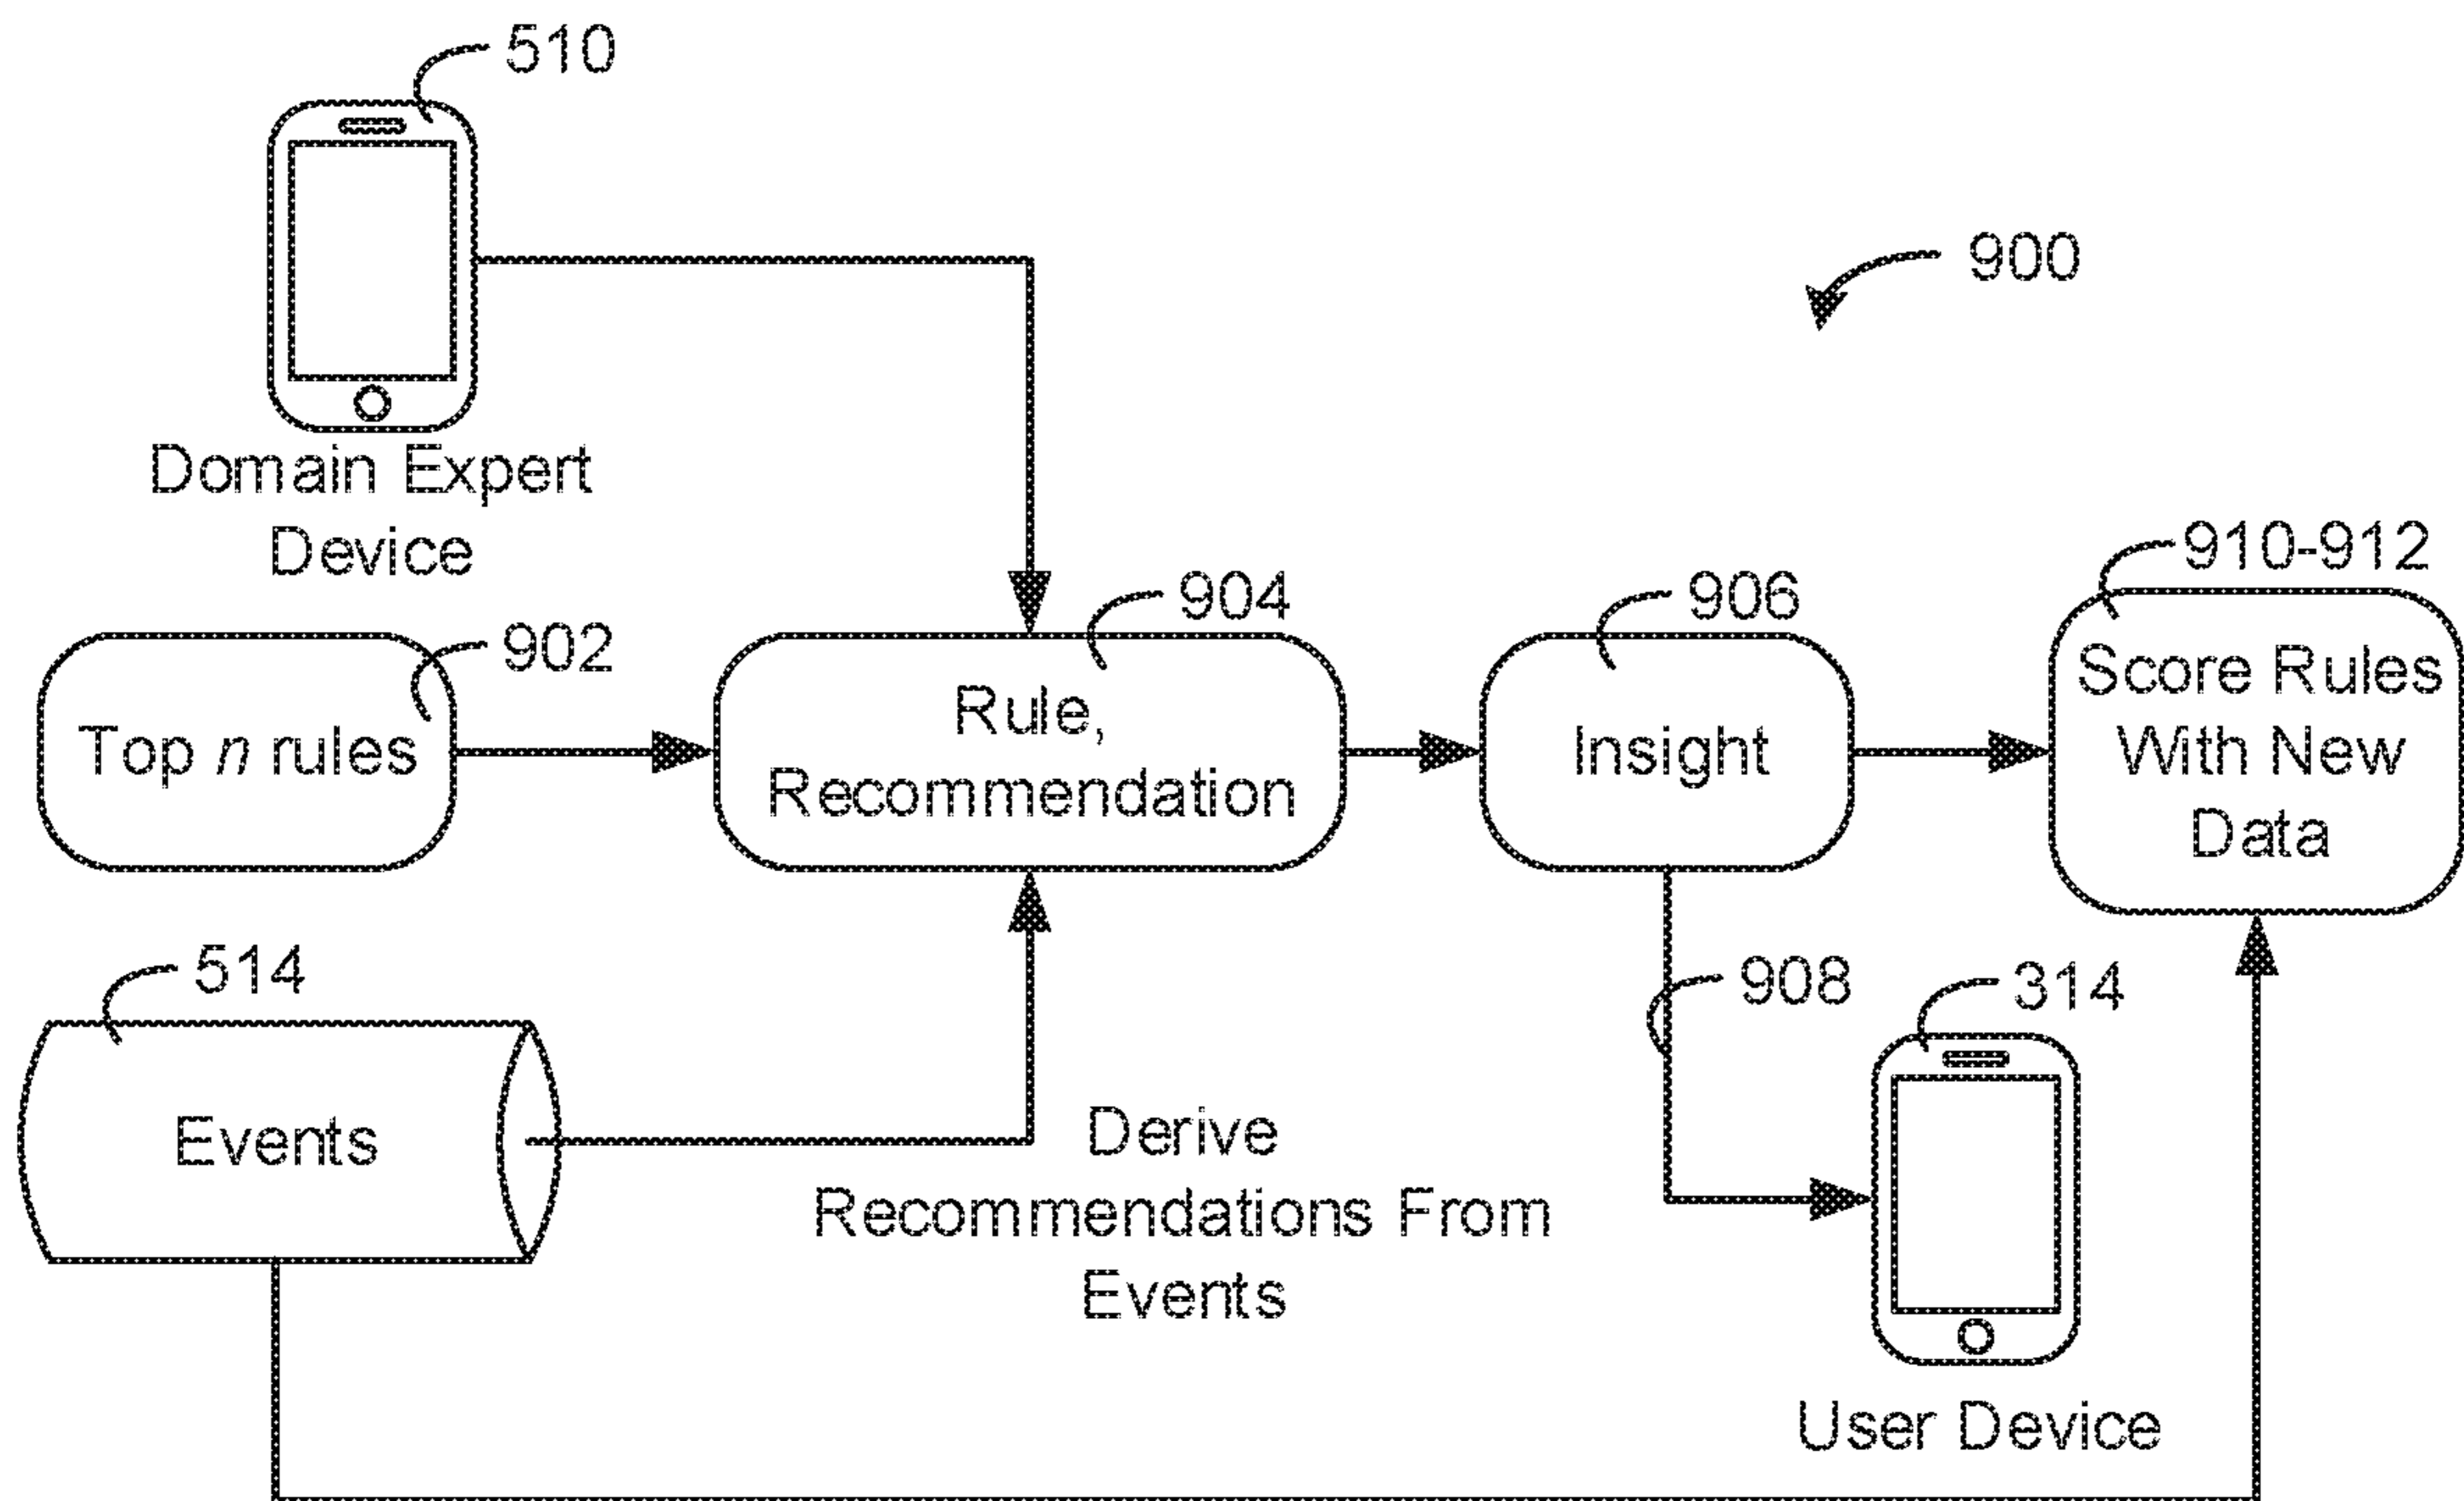 510
Domain Expert
Device
900
902
Top n rules
904
Rule,
Recommendation
906
Insight
910-912
Score Rules
With New
Data
514
Events
Derive
Recommendations From
Events
908
314
User Device